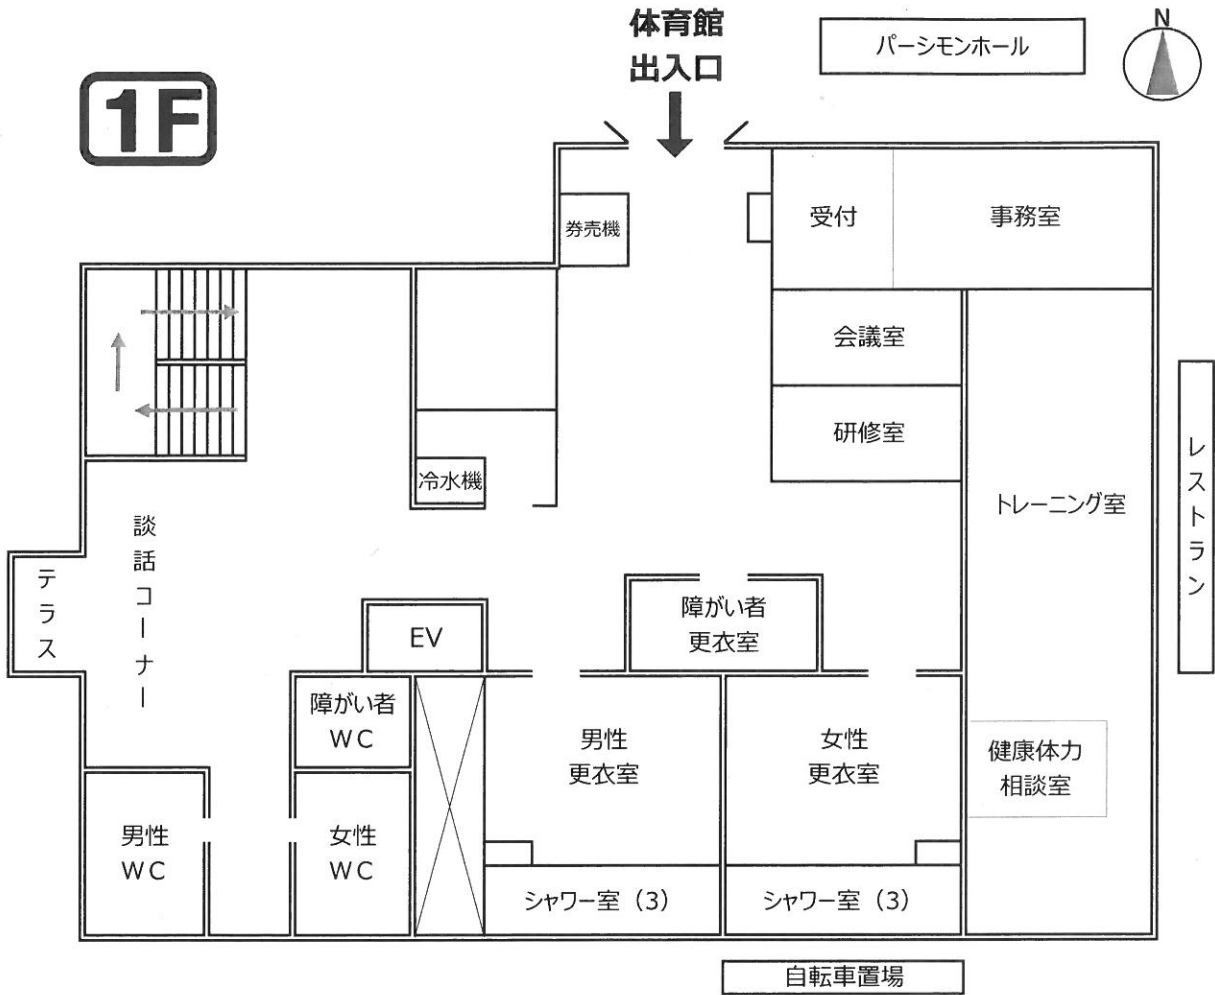 体育館
出入口
パーシモンホール
N
1F
券売機
受付
事務室
会議室
研修室
冷水機
トレーニング室
レストラン
談話コーナー
テラス
障がい者
更衣室
EV
障がい者
WC
男性
更衣室
女性
更衣室
健康体力
相談室
男性
WC
女性
WC
シャワー室（3）
シャワー室（3）
自転車置場